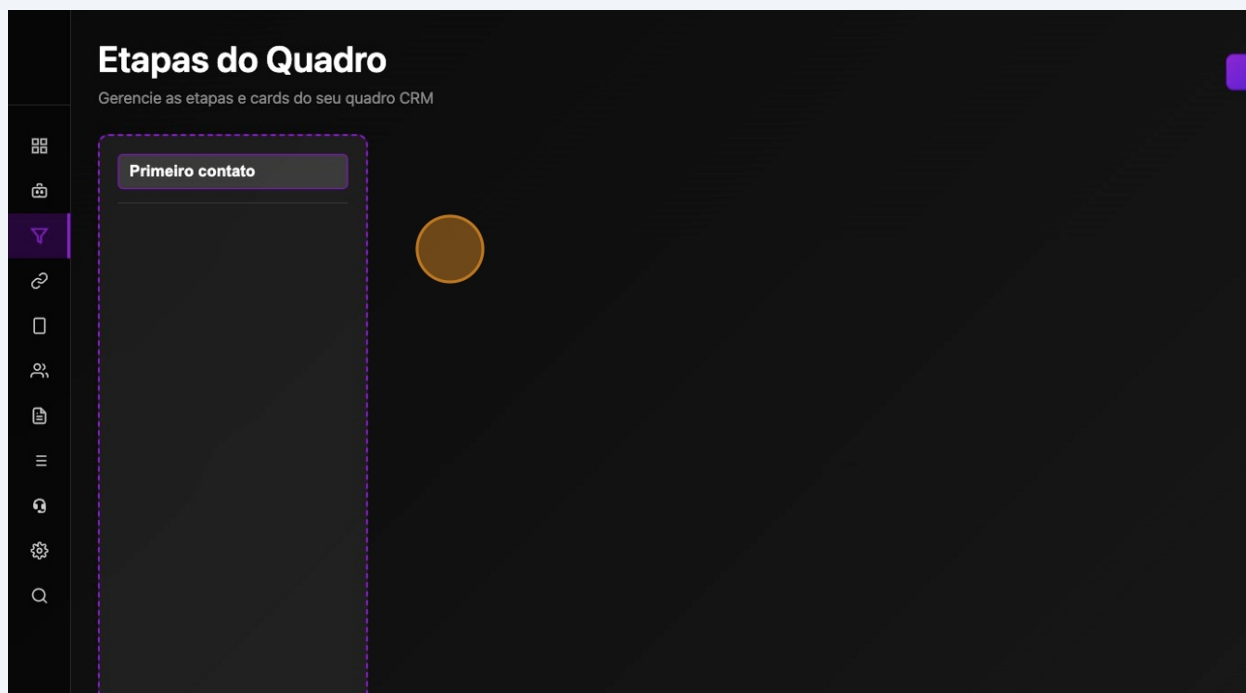 Etapas do Quadro
Gerencie as etapas e cards do seu quadro CRM
Primeiro contato